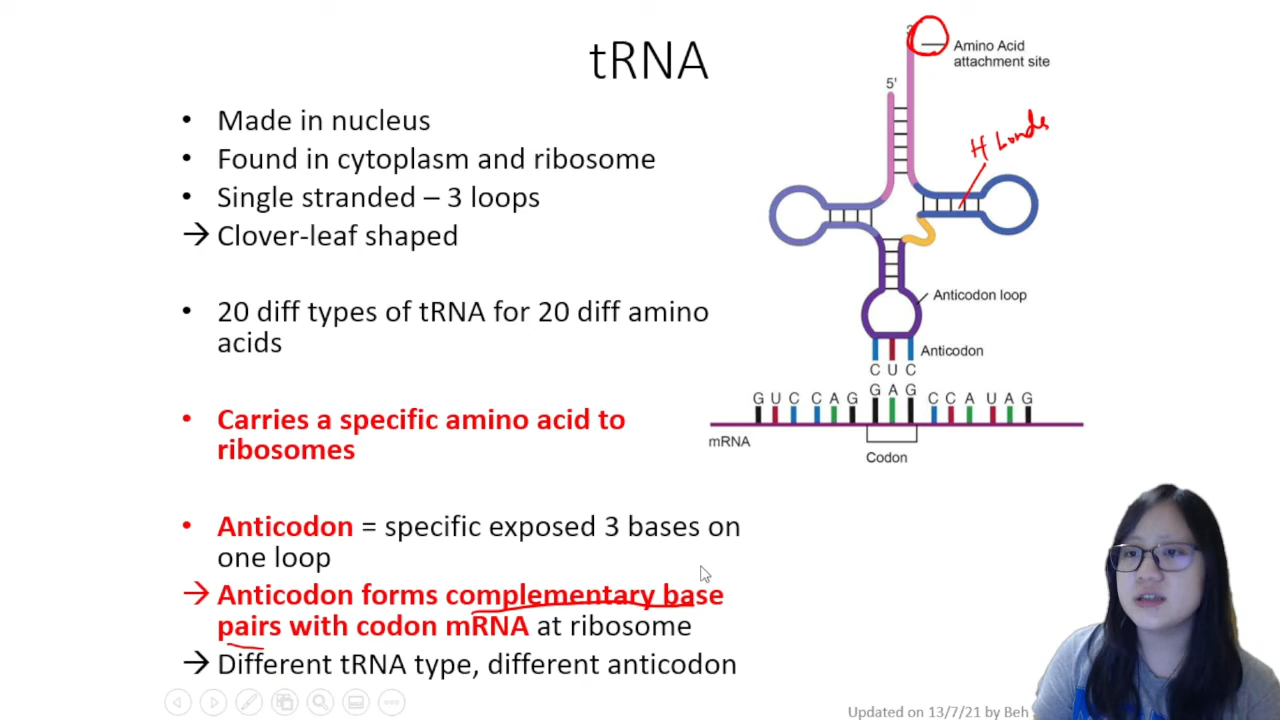 tRNA
• Made in nucleus
• Found in cytoplasm and ribosome
• Single stranded – 3 loops
→ Clover-leaf shaped
• 20 diff types of tRNA for 20 diff amino
acids
• Carries a specific amino acid to
ribosomes
• Anticodon = specific exposed 3 bases on
one loop
→ Anticodon forms complementary base
pairs with codon mRNA at ribosome
→ Different tRNA type, different anticodon
Amino Acid
attachment site
5'
H bonds
Anticodon loop
Anticodon
C U C
G U C C A G G A G C C A U A G
mRNA
Codon
Updated on 13/7/21 by Beh